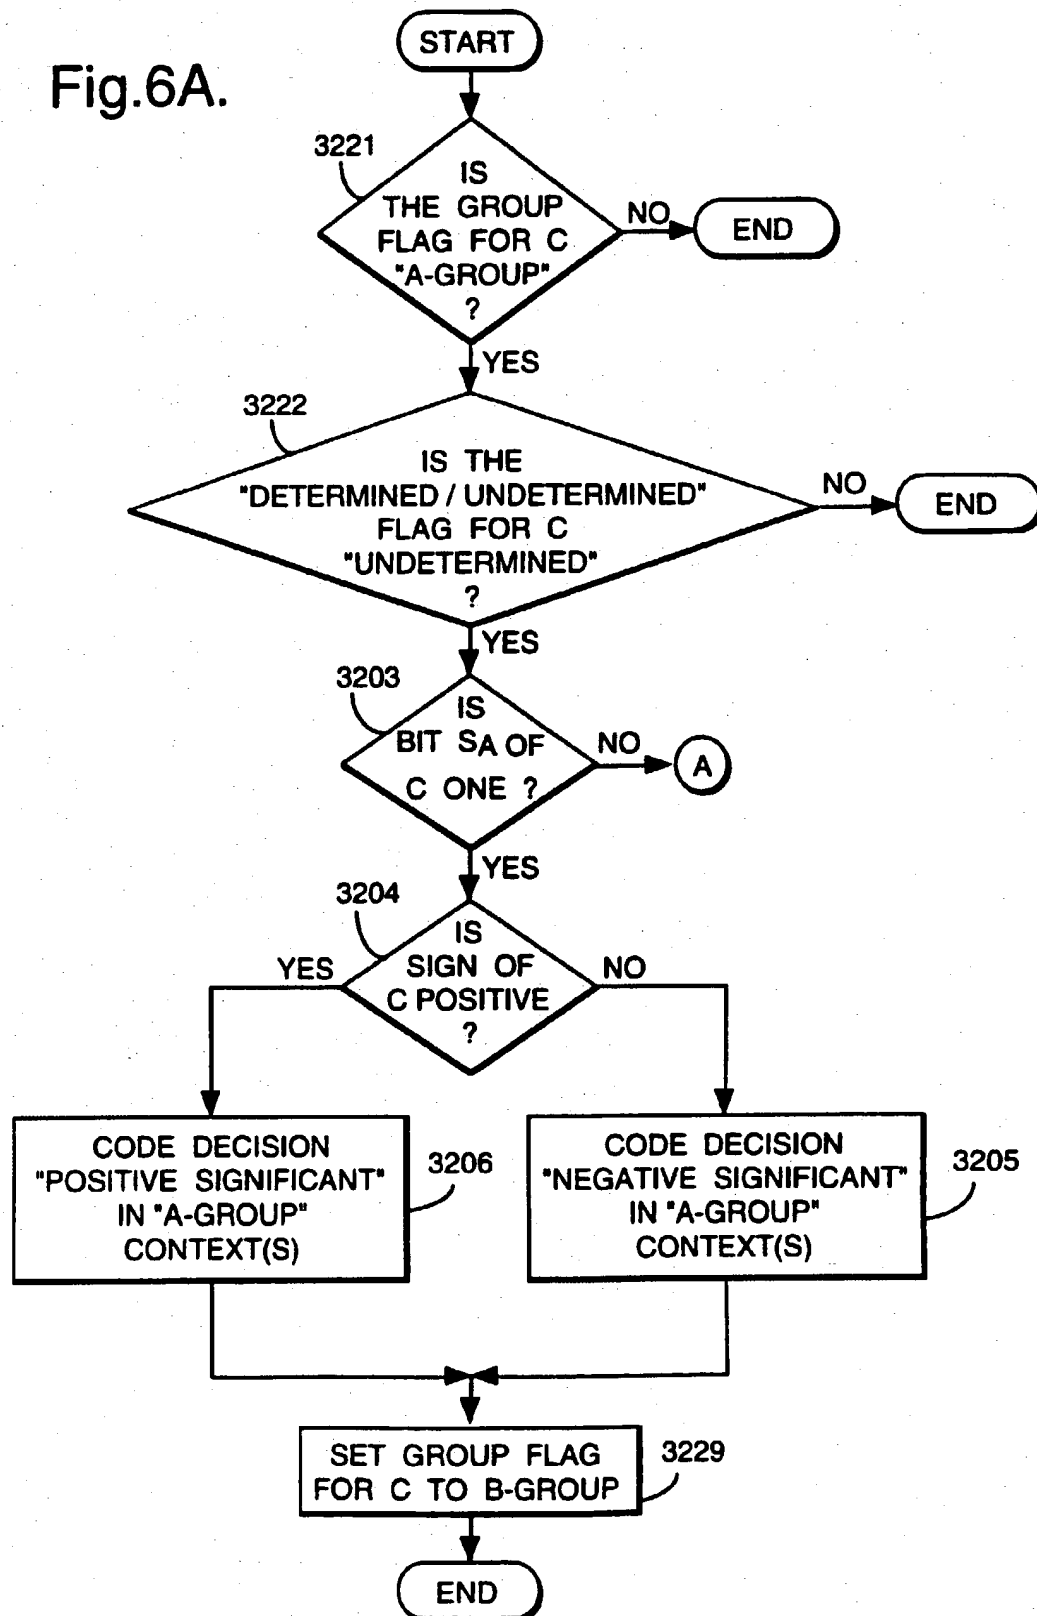 Fig.6A.
START
3221
IS
THE GROUP
FLAG FOR C
"A-GROUP"
?
NO
END
YES
3222
IS THE
"DETERMINED / UNDETERMINED"
FLAG FOR C
"UNDETERMINED"
?
NO
END
YES
3203
IS
BIT SA OF
C ONE ?
NO
A
YES
3204
IS
SIGN OF
C POSITIVE
?
YES
NO
CODE DECISION
"POSITIVE SIGNIFICANT"
IN "A-GROUP"
CONTEXT(S)
3206
CODE DECISION
"NEGATIVE SIGNIFICANT"
IN "A-GROUP"
CONTEXT(S)
3205
SET GROUP FLAG
FOR C TO B-GROUP
3229
END